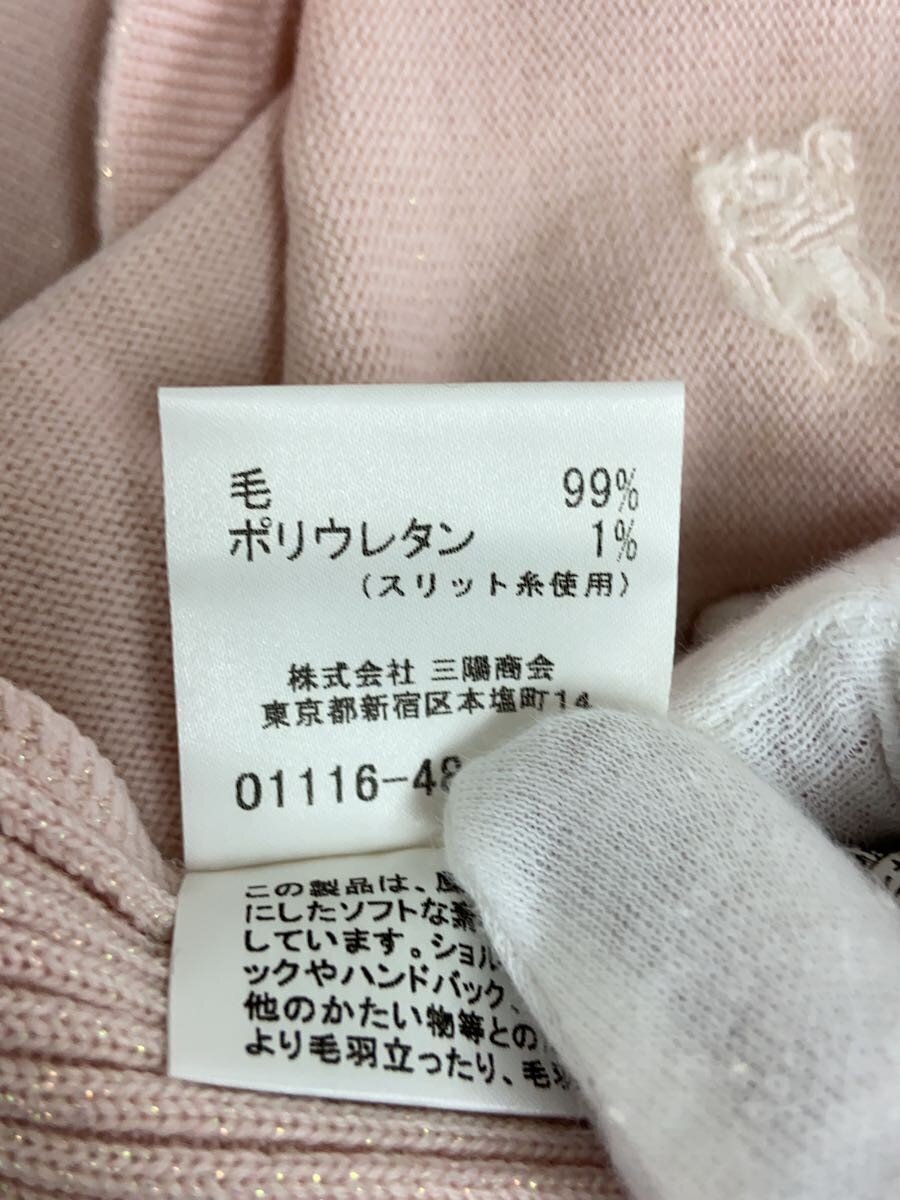 毛 99%
ポリウレタン 1%
(スリット糸使用)
株式会社 三陽商会
東京都新宿区本塩町14
01116-48
この製品は、
にしたソフトな素
しています。ショル
ックやハンドバック、
他のかたい物等との
より毛羽立ったり、毛羽